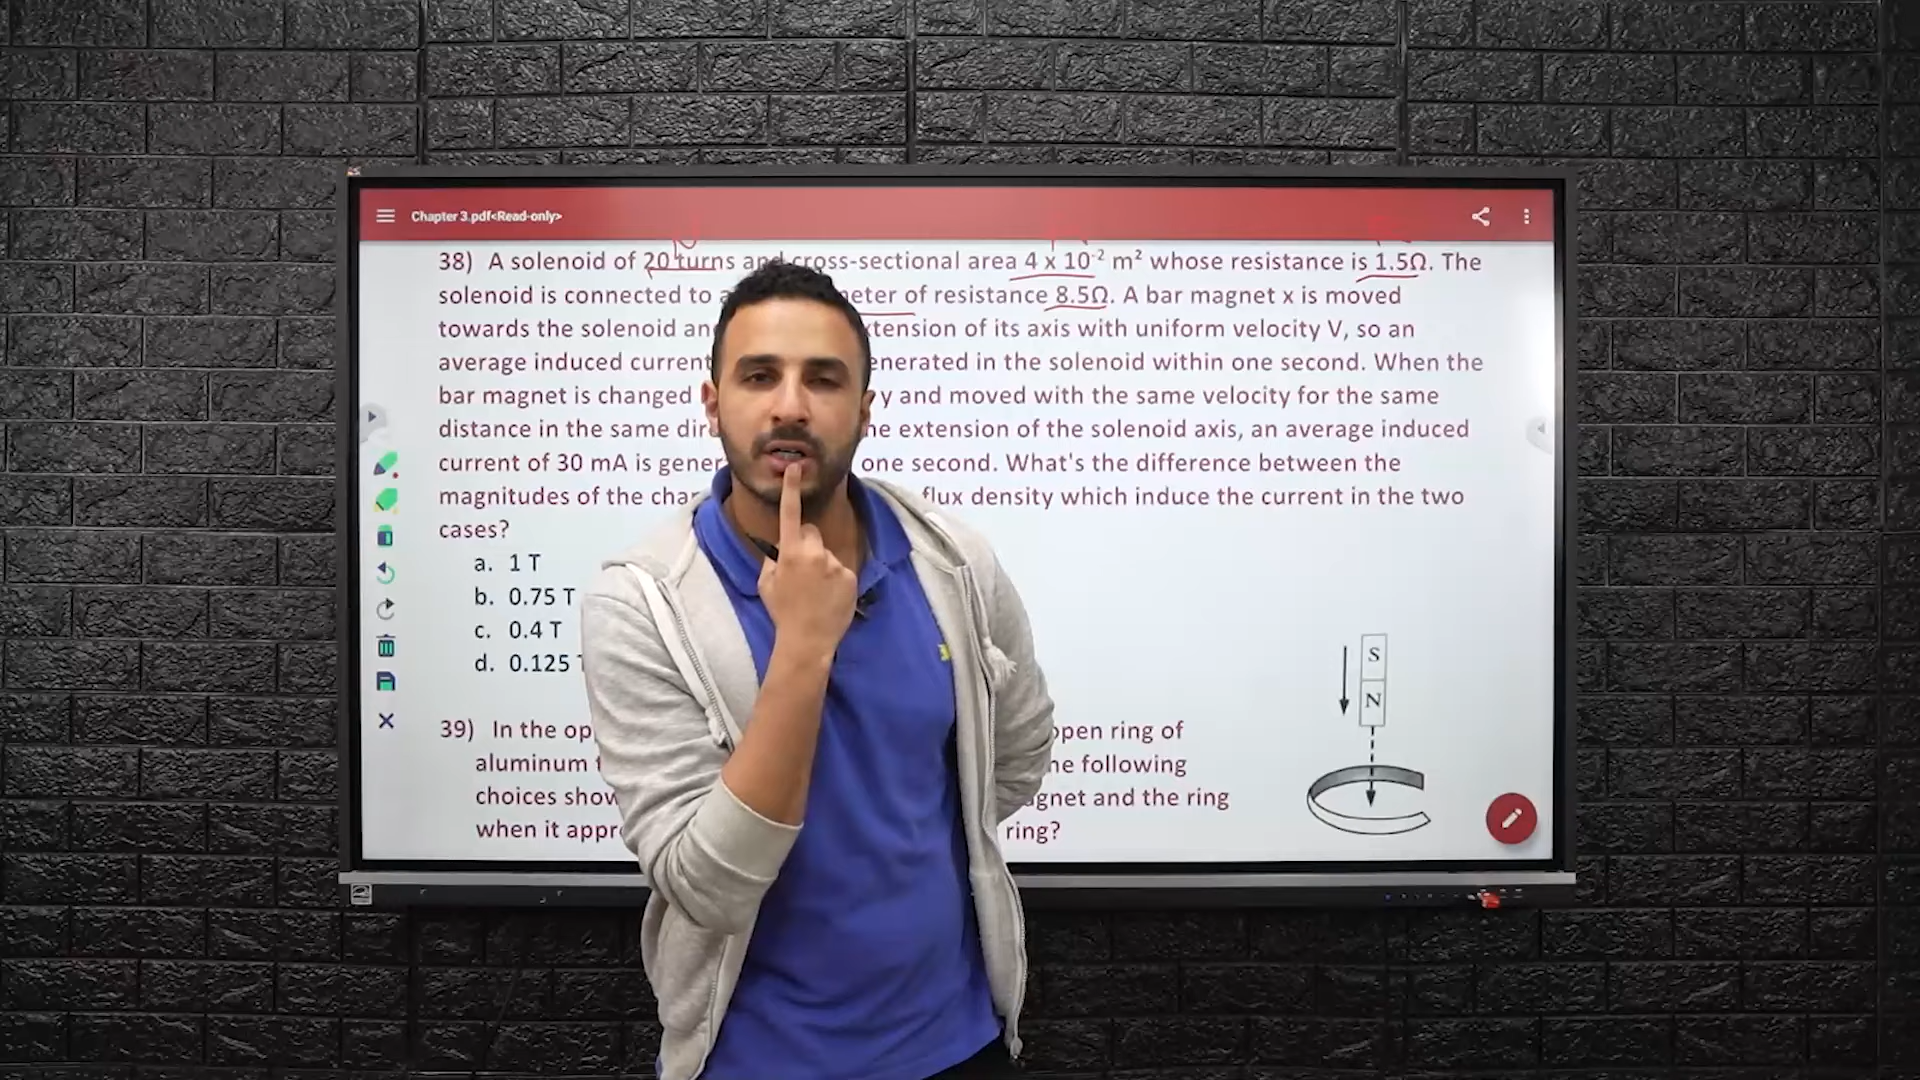 Chapter 3.pdf<Read-only>
38) A solenoid of 20 turns and cross-sectional area 4 x 10⁻² m² whose resistance is 1.5Ω. The
solenoid is connected to a eter of resistance 8.5Ω. A bar magnet x is moved
towards the solenoid an xtension of its axis with uniform velocity V, so an
average induced current enerated in the solenoid within one second. When the
bar magnet is changed y and moved with the same velocity for the same
distance in the same dir he extension of the solenoid axis, an average induced
current of 30 mA is gener one second. What's the difference between the
magnitudes of the cha flux density which induce the current in the two
cases?
a. 1 T
b. 0.75 T
c. 0.4 T
d. 0.125
39) In the op open ring of
aluminum he following
choices show agnet and the ring
when it appr ring?
S
N